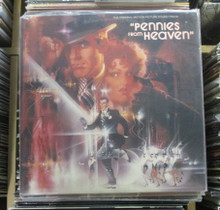 THE ORIGINAL MOTION PICTURE SOUNDTRACK
"PENNIES
FROM HEAVEN"